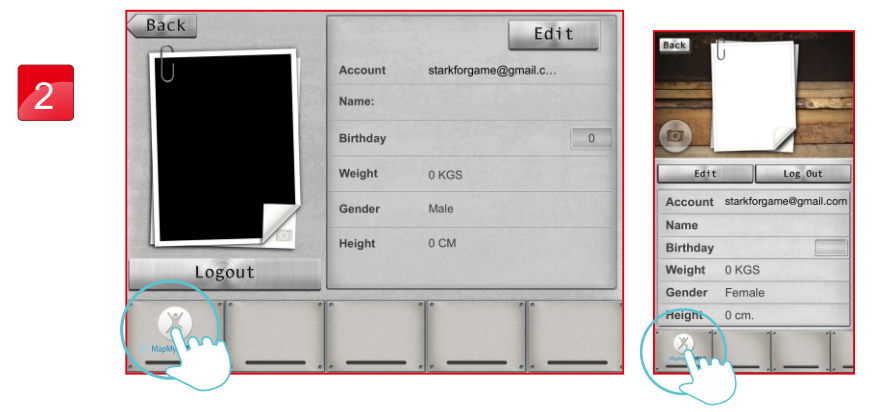 2
Back
Edit
Account starkforgame@gmail.c...
Name:
Birthday 0
Weight 0 KGS
Gender Male
Height 0 CM
Logout
Back
Edit Log Out
Account starkforgame@gmail.com
Name
Birthday
Weight 0 KGS
Gender Female
Height 0 cm.